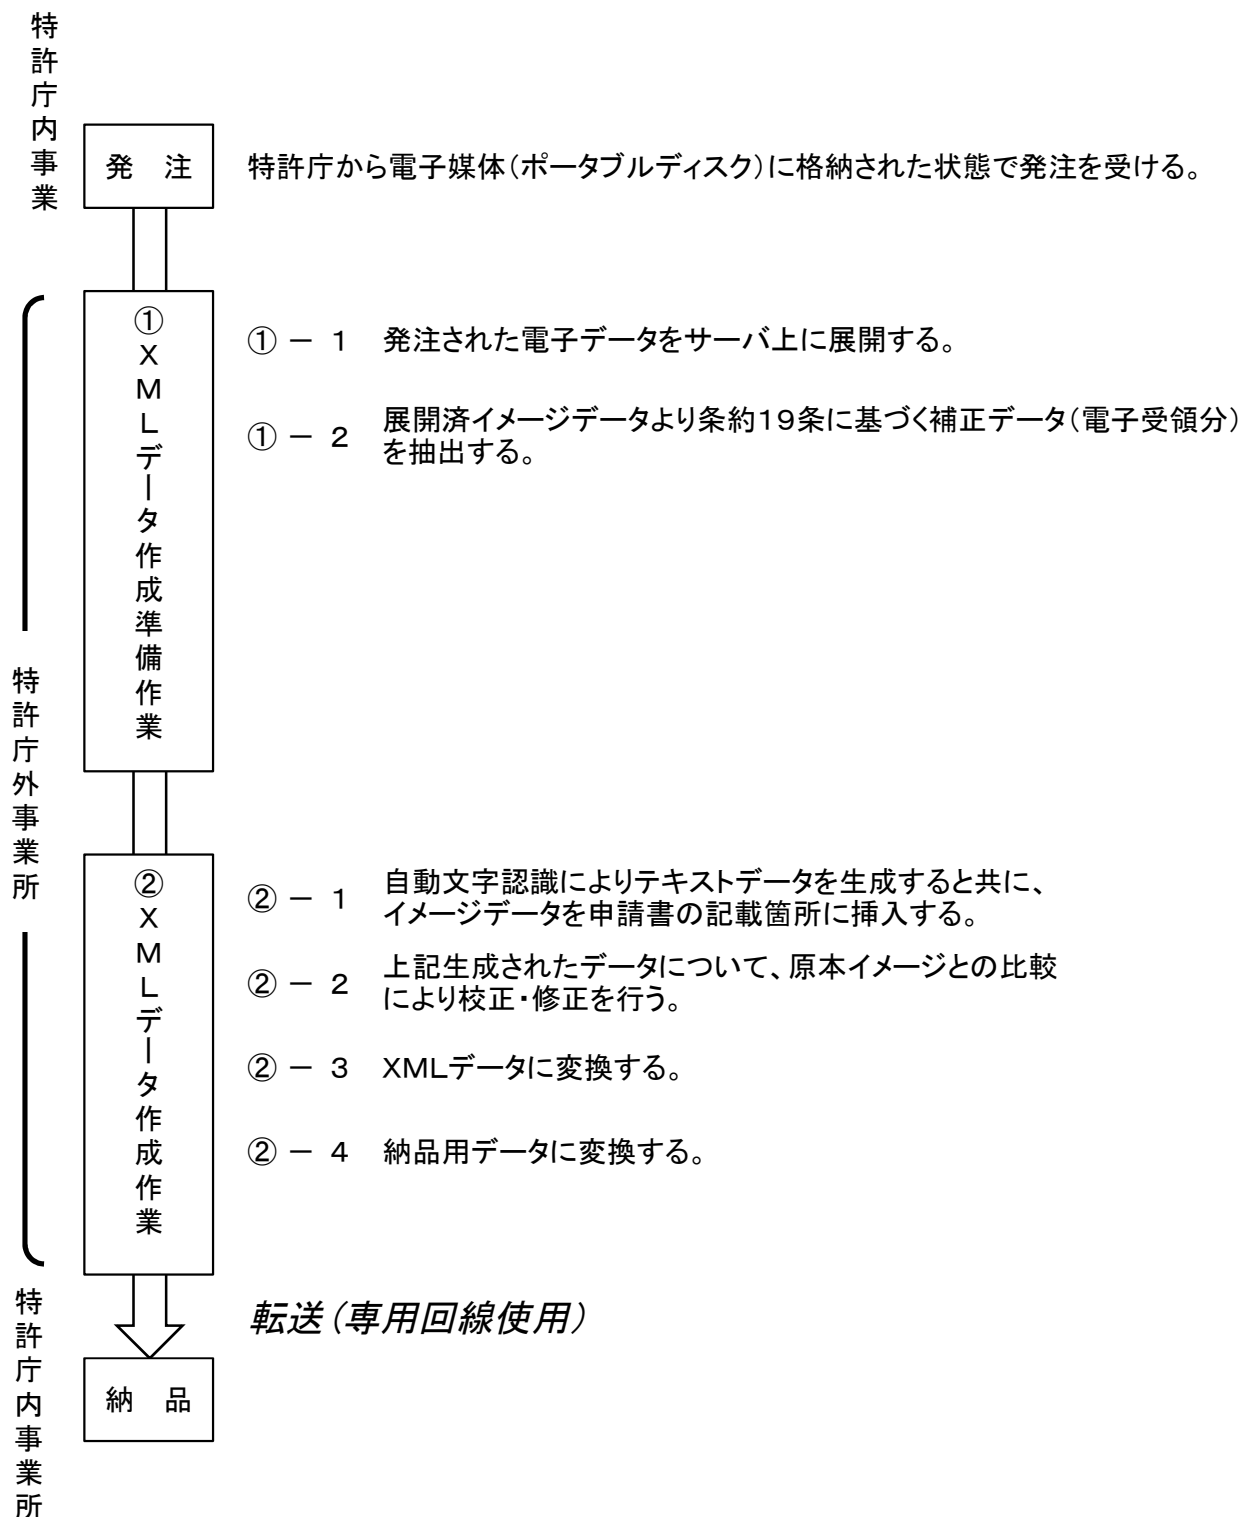 特許庁内事業
発　注
特許庁から電子媒体（ポータブルディスク）に格納された状態で発注を受ける。
特許庁外事業所
①XMLデータ作成準備作業
①－１　発注された電子データをサーバ上に展開する。
①－２　展開済イメージデータより条約１９条に基づく補正データ（電子受領分）
を抽出する。
②XMLデータ作成作業
②－１　自動文字認識によりテキストデータを生成すると共に、
イメージデータを申請書の記載箇所に挿入する。
②－２　上記生成されたデータについて、原本イメージとの比較
により校正・修正を行う。
②－３　XMLデータに変換する。
②－４　納品用データに変換する。
特許庁内事業所
転送（専用回線使用）
納　品